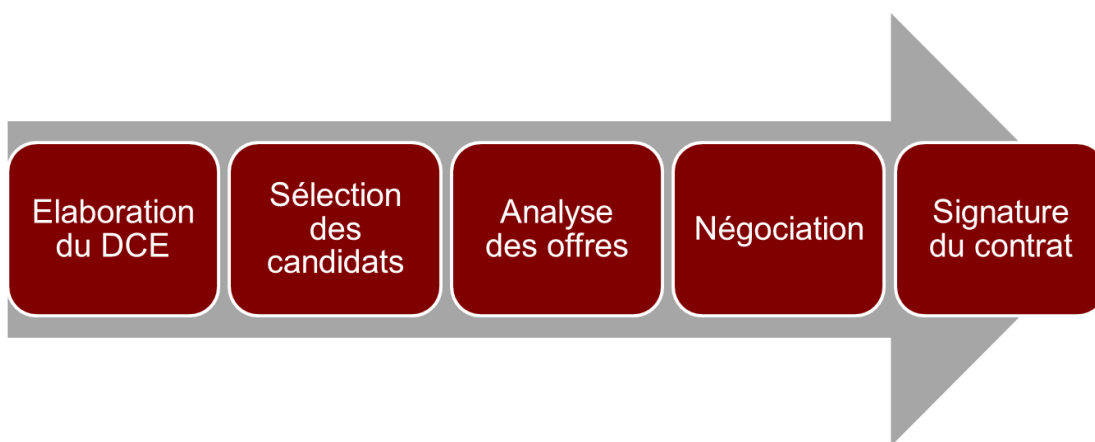 Elaboration
du DCE
Sélection
des
candidats
Analyse
des offres
Négociation
Signature
du contrat